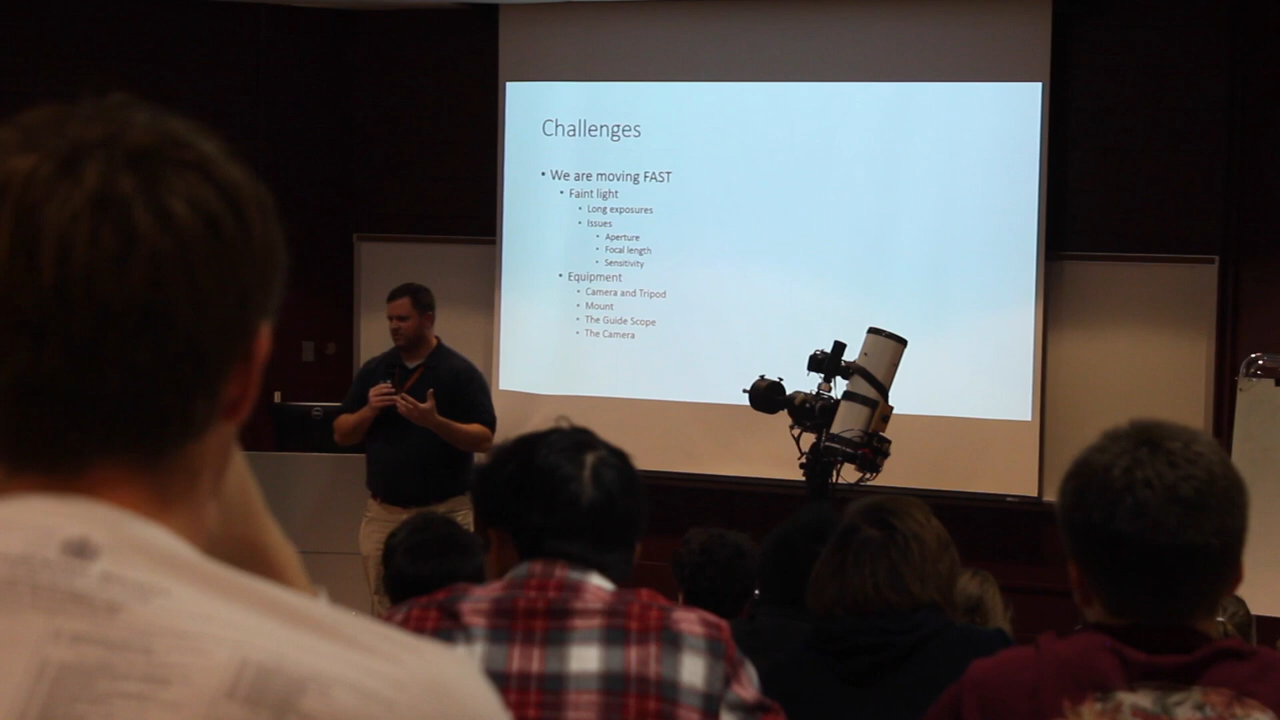 Challenges
• We are moving FAST
• Faint light
• Long exposures
• Issues
• Aperture
• Focal length
• Sensitivity
• Equipment
• Camera and Tripod
• Mount
• The Guide Scope
• The Camera